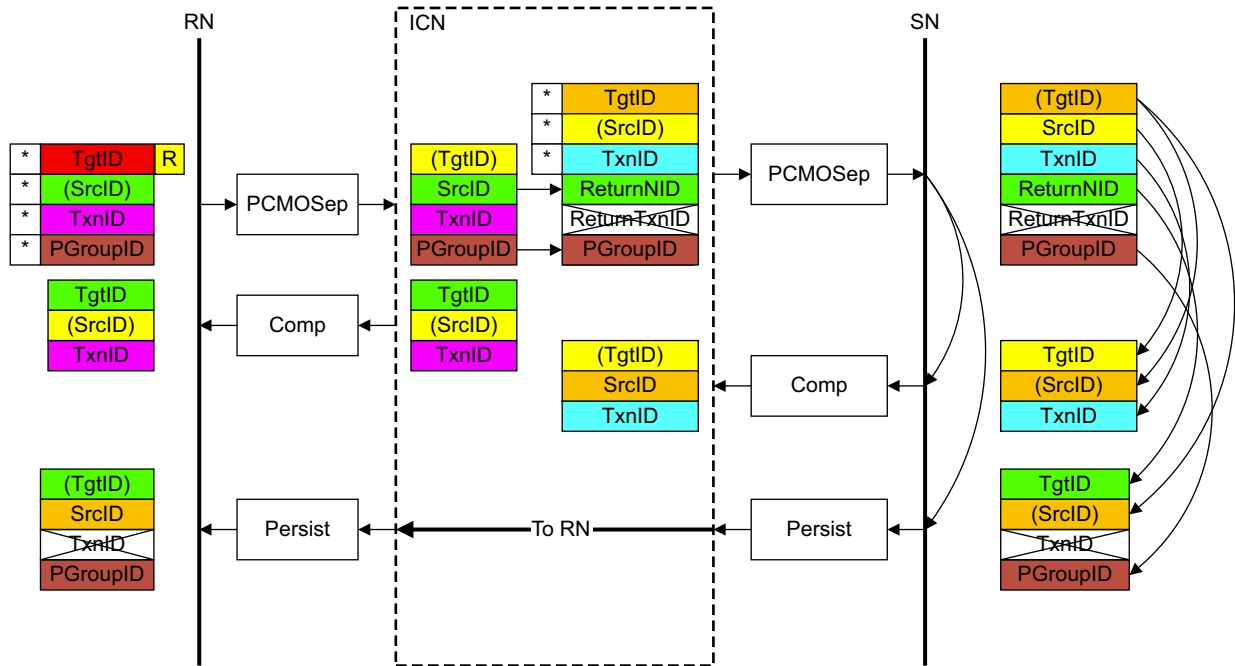 RN
ICN
SN
* TgtID R
* (SrcID)
* TxnID
* PGroupID
PCMOSep
(TgtID)
SrcID
TxnID
PGroupID
* TgtID
* (SrcID)
* TxnID
ReturnNID
ReturnTxnID
PGroupID
PCMOSep
(TgtID)
SrcID
TxnID
ReturnNID
ReturnTxnID
PGroupID
TgtID
(SrcID)
TxnID
Comp
TgtID
(SrcID)
TxnID
(TgtID)
SrcID
TxnID
Comp
TgtID
(SrcID)
TxnID
(TgtID)
SrcID
TxnID
PGroupID
Persist
To RN
Persist
TgtID
(SrcID)
TxnID
PGroupID